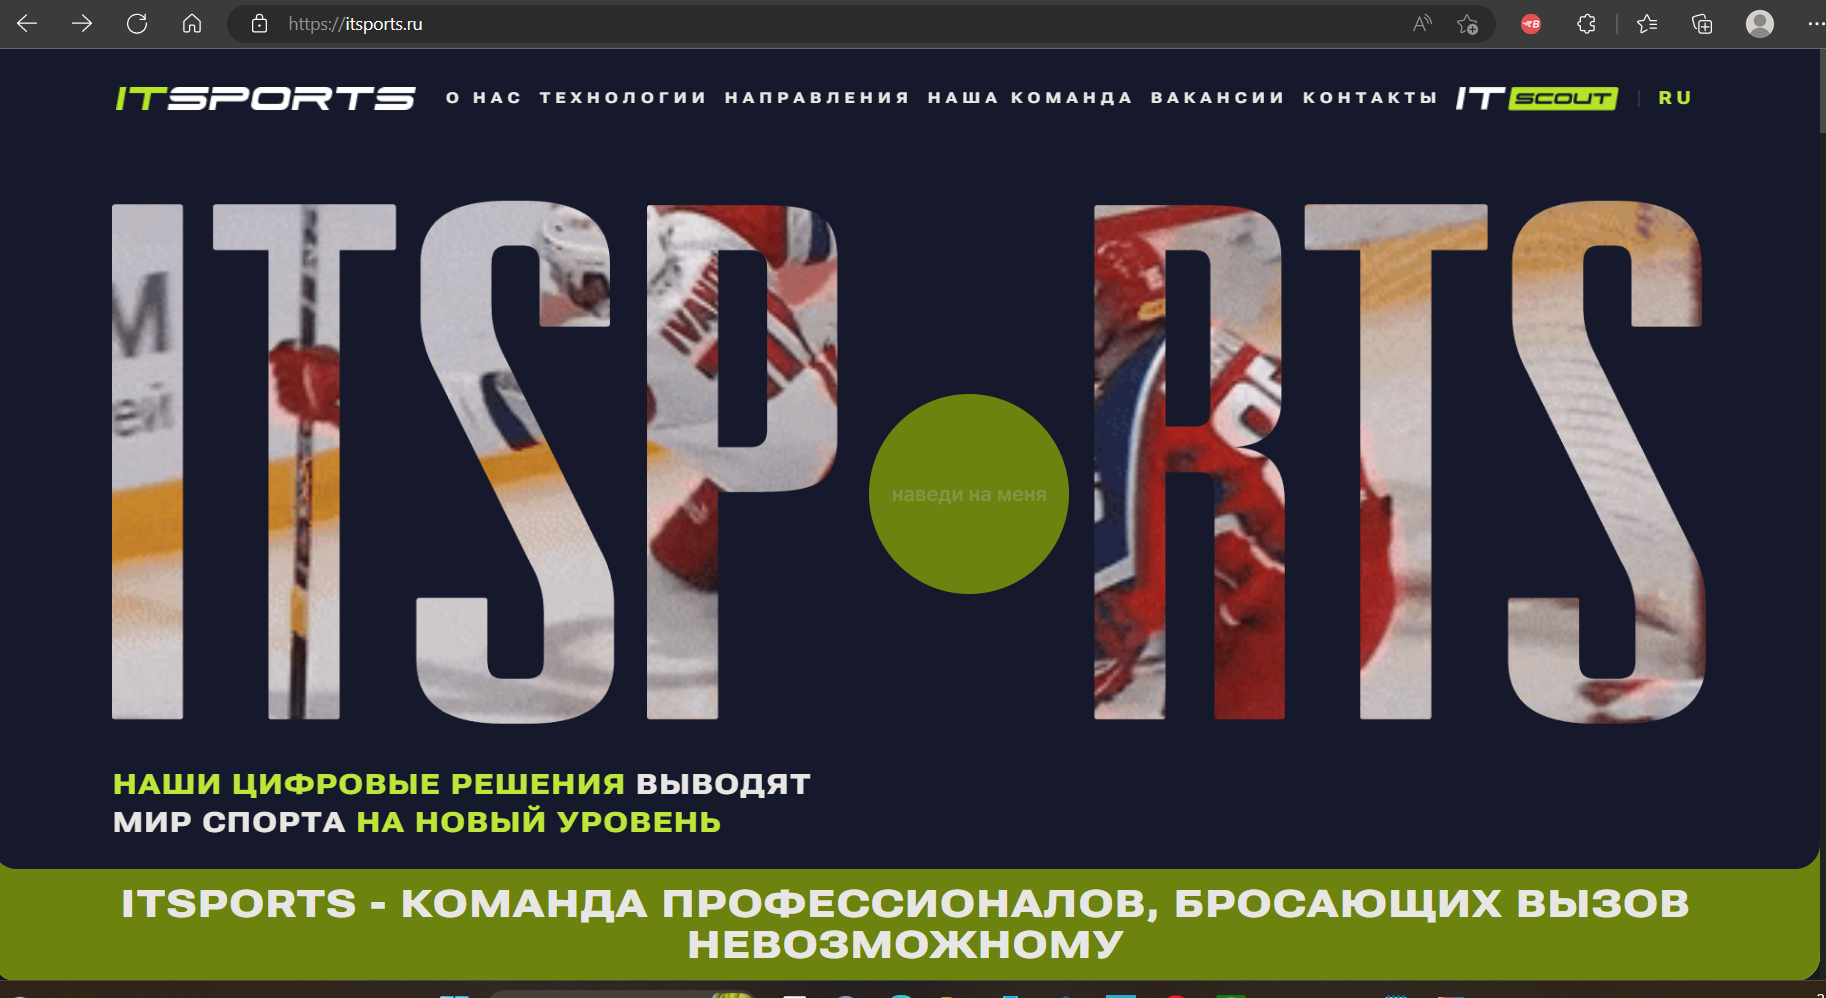 https://itsports.ru
ITSPORTS О НАС ТЕХНОЛОГИИ НАПРАВЛЕНИЯ НАША КОМАНДА ВАКАНСИИ КОНТАКТЫ IT SCOUT RU
ITSP RTS
наведи на меня
НАШИ ЦИФРОВЫЕ РЕШЕНИЯ ВЫВОДЯТ
МИР СПОРТА НА НОВЫЙ УРОВЕНЬ
ITSPORTS - КОМАНДА ПРОФЕССИОНАЛОВ, БРОСАЮЩИХ ВЫЗОВ
НЕВОЗМОЖНОМУ